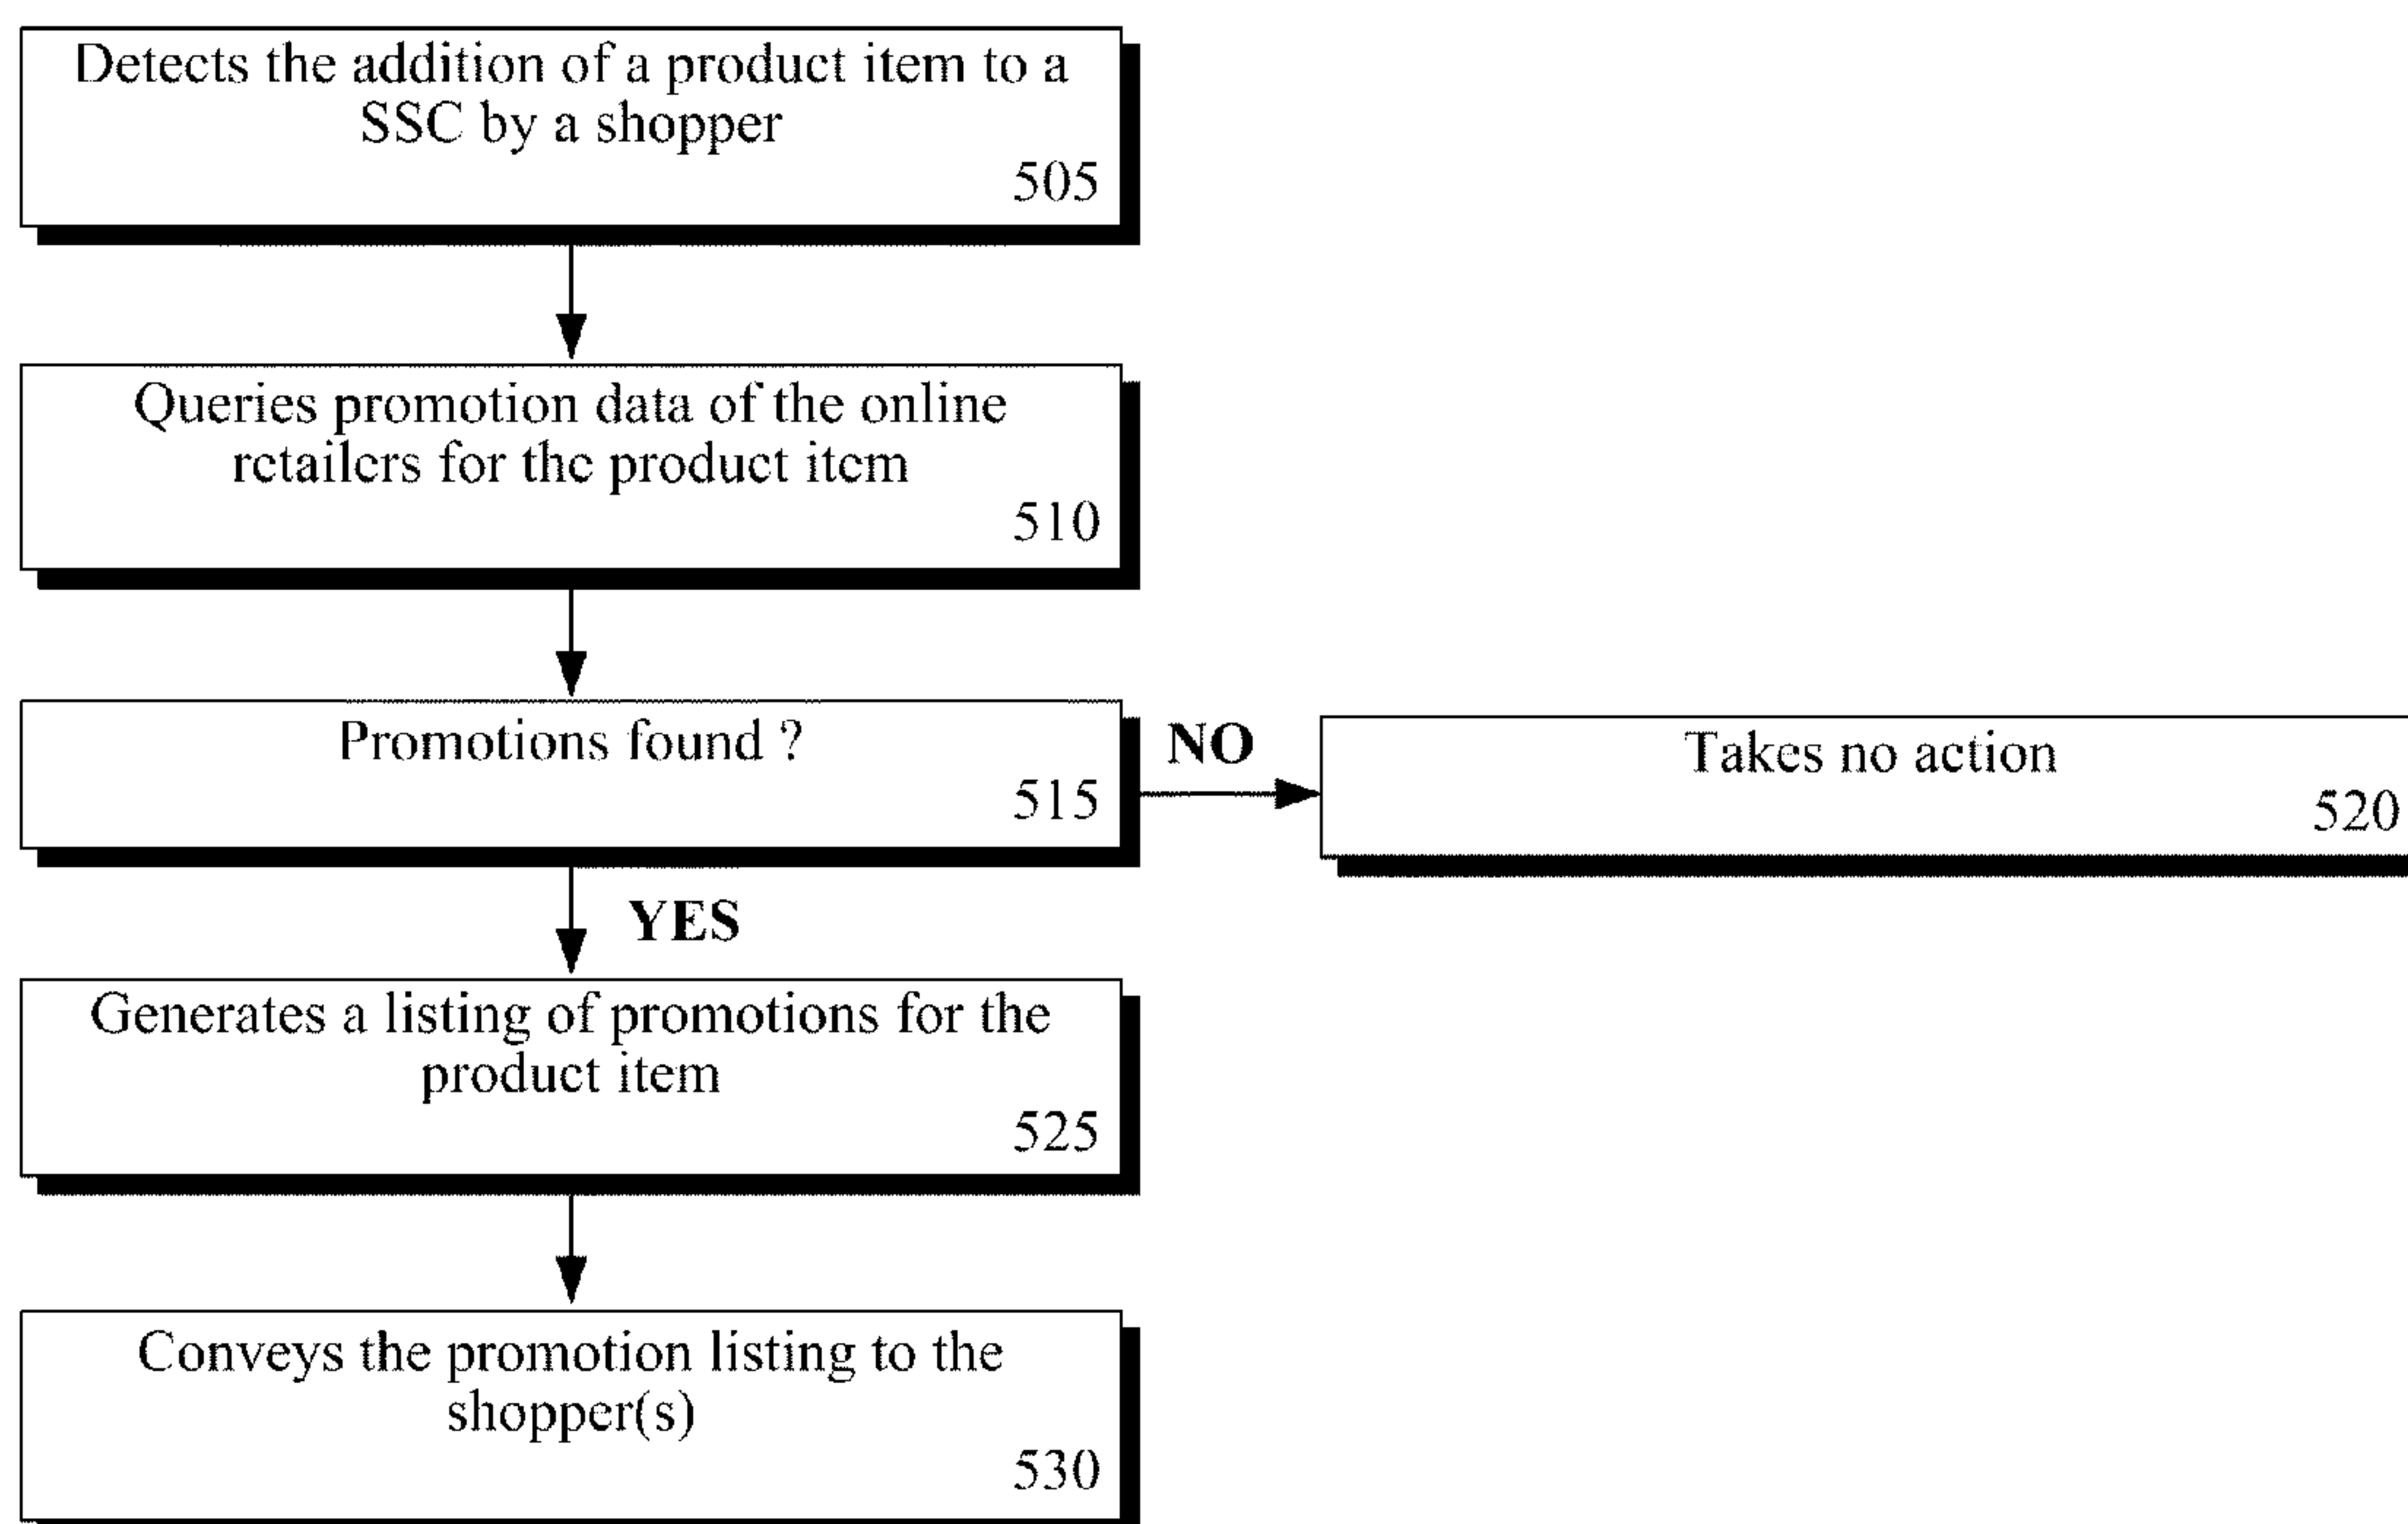 Detects the addition of a product item to a
SSC by a shopper
505
Queries promotion data of the online
retailers for the product item
510
Promotions found ?
515
NO
Takes no action
520
YES
Generates a listing of promotions for the
product item
525
Conveys the promotion listing to the
shopper(s)
530